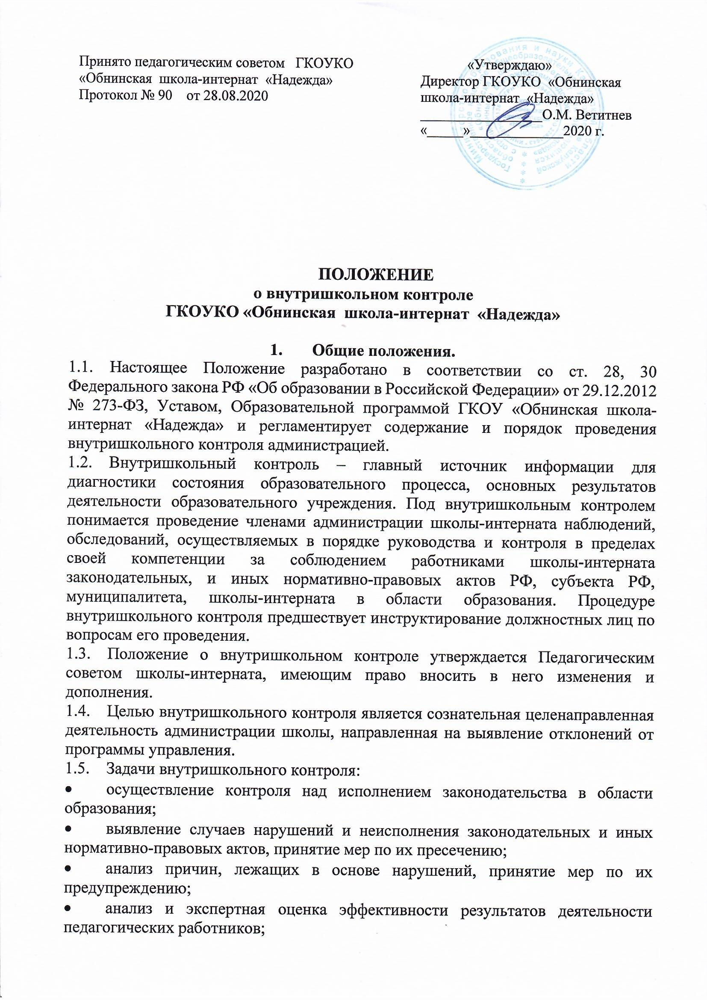 Принято педагогическим советом ГКОУКО
«Обнинская школа-интернат «Надежда»
Протокол № 90 от 28.08.2020
«Утверждаю»
Директор ГКОУКО «Обнинская
школа-интернат «Надежда»
_________________О.М. Ветитнев
«_____»_____________2020 г.
ПОЛОЖЕНИЕ
о внутришкольном контроле
ГКОУКО «Обнинская школа-интернат «Надежда»
1. Общие положения.
1.1. Настоящее Положение разработано в соответствии со ст. 28, 30
Федерального закона РФ «Об образовании в Российской Федерации» от 29.12.2012
№ 273-ФЗ, Уставом, Образовательной программой ГКОУ «Обнинская школа-
интернат «Надежда» и регламентирует содержание и порядок проведения
внутришкольного контроля администрацией.
1.2. Внутришкольный контроль – главный источник информации для
диагностики состояния образовательного процесса, основных результатов
деятельности образовательного учреждения. Под внутришкольным контролем
понимается проведение членами администрации школы-интерната наблюдений,
обследований, осуществляемых в порядке руководства и контроля в пределах
своей компетенции за соблюдением работниками школы-интерната
законодательных, и иных нормативно-правовых актов РФ, субъекта РФ,
муниципалитета, школы-интерната в области образования. Процедуре
внутришкольного контроля предшествует инструктирование должностных лиц по
вопросам его проведения.
1.3. Положение о внутришкольном контроле утверждается Педагогическим
советом школы-интерната, имеющим право вносить в него изменения и
дополнения.
1.4. Целью внутришкольного контроля является сознательная целенаправленная
деятельность администрации школы, направленная на выявление отклонений от
программы управления.
1.5. Задачи внутришкольного контроля:
• осуществление контроля над исполнением законодательства в области
образования;
• выявление случаев нарушений и неисполнения законодательных и иных
нормативно-правовых актов, принятие мер по их пресечению;
• анализ причин, лежащих в основе нарушений, принятие мер по их
предупреждению;
• анализ и экспертная оценка эффективности результатов деятельности
педагогических работников;